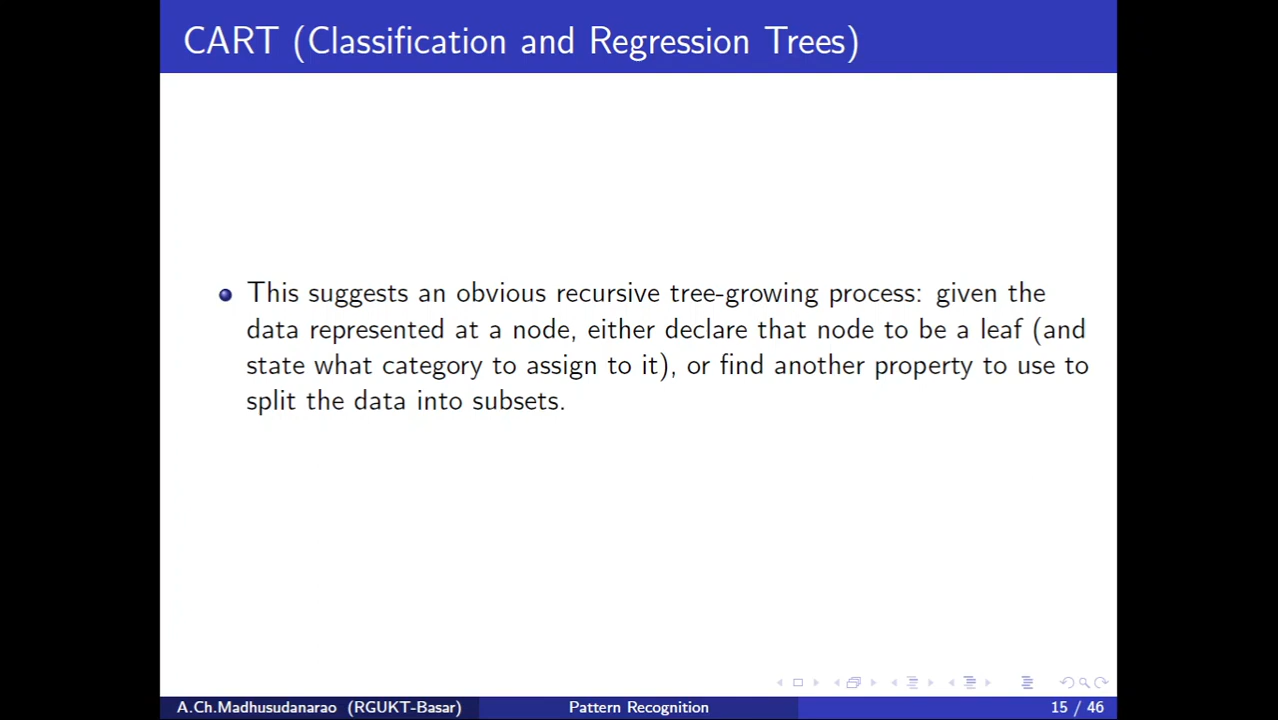 CART (Classification and Regression Trees)
This suggests an obvious recursive tree-growing process: given the
data represented at a node, either declare that node to be a leaf (and
state what category to assign to it), or find another property to use to
split the data into subsets.
A.Ch.Madhusudanarao (RGUKT-Basar) Pattern Recognition 15 / 46